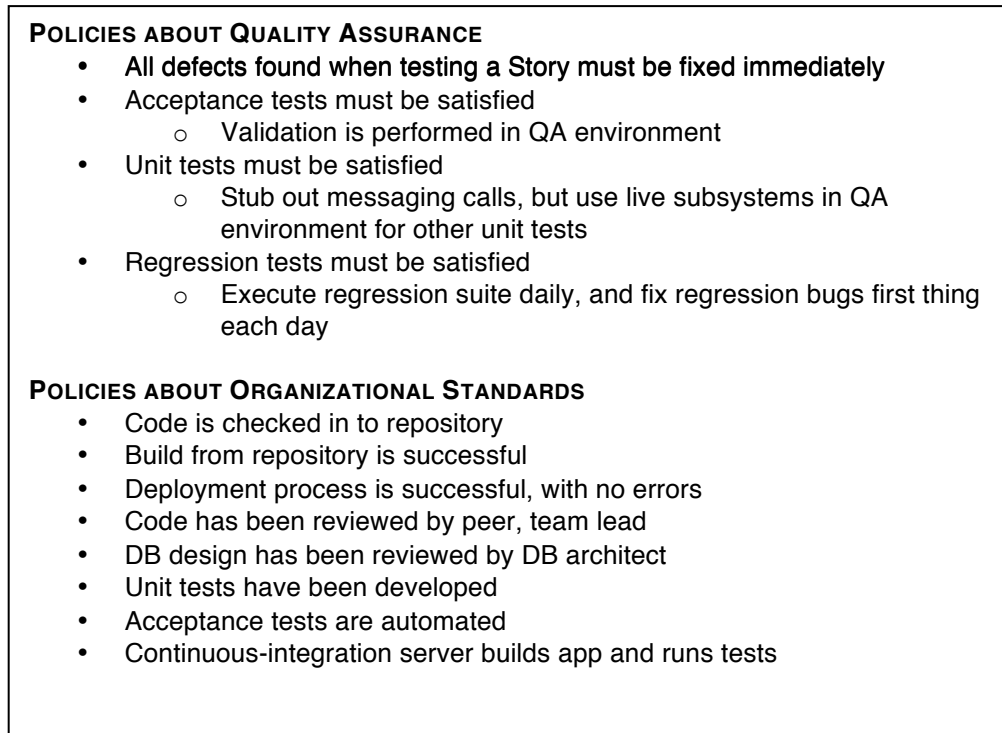 POLICIES ABOUT QUALITY ASSURANCE
• All defects found when testing a Story must be fixed immediately
• Acceptance tests must be satisfied
o Validation is performed in QA environment
• Unit tests must be satisfied
o Stub out messaging calls, but use live subsystems in QA
environment for other unit tests
• Regression tests must be satisfied
o Execute regression suite daily, and fix regression bugs first thing
each day
POLICIES ABOUT ORGANIZATIONAL STANDARDS
• Code is checked in to repository
• Build from repository is successful
• Deployment process is successful, with no errors
• Code has been reviewed by peer, team lead
• DB design has been reviewed by DB architect
• Unit tests have been developed
• Acceptance tests are automated
• Continuous-integration server builds app and runs tests